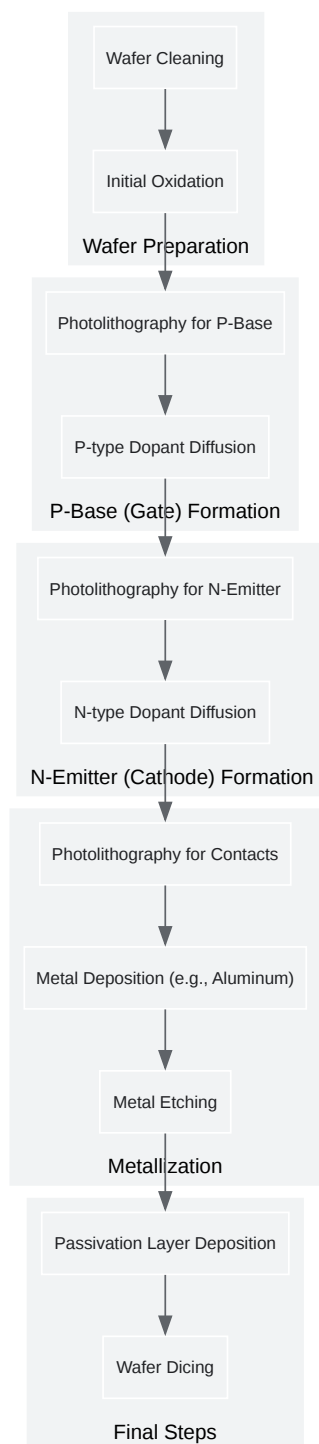 Wafer Cleaning
Initial Oxidation
Wafer Preparation
Photolithography for P-Base
P-type Dopant Diffusion
P-Base (Gate) Formation
Photolithography for N-Emitter
N-type Dopant Diffusion
N-Emitter (Cathode) Formation
Photolithography for Contacts
Metal Deposition (e.g., Aluminum)
Metal Etching
Metallization
Passivation Layer Deposition
Wafer Dicing
Final Steps